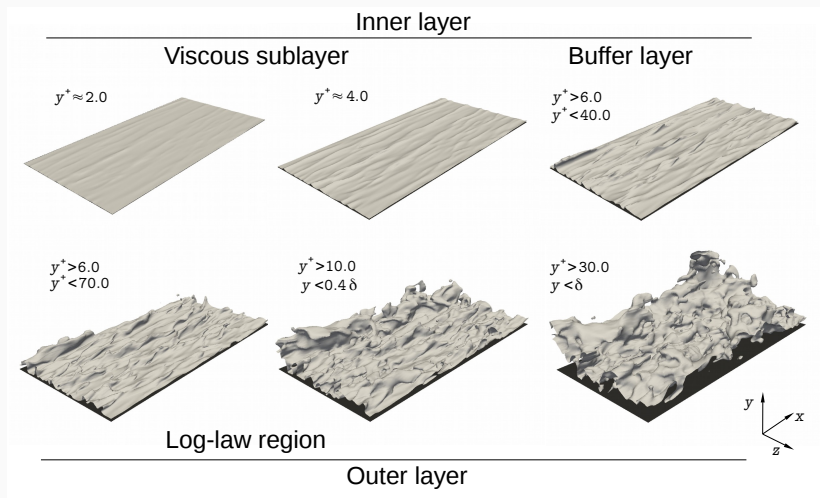 Inner layer
Viscous sublayer
Buffer layer
y⁺≈2.0
y⁺≈4.0
y⁺>6.0
y⁺<40.0
y⁺>6.0
y⁺<70.0
y⁺>10.0
y<0.4δ
y⁺>30.0
y<δ
y
x
z
Log-law region
Outer layer